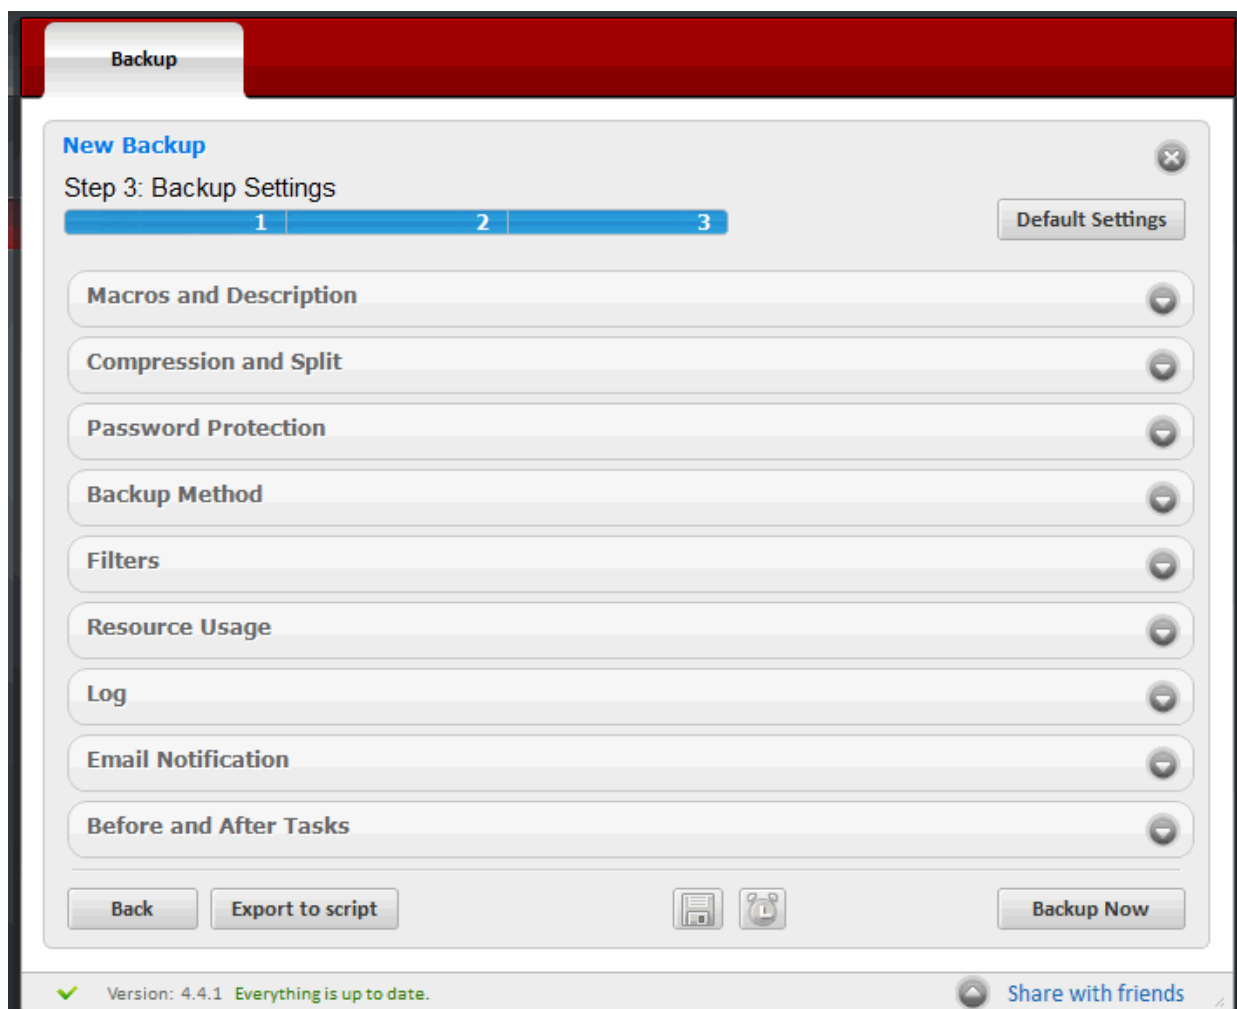 Backup
New Backup
Step 3: Backup Settings
1 2 3
Default Settings
Macros and Description
Compression and Split
Password Protection
Backup Method
Filters
Resource Usage
Log
Email Notification
Before and After Tasks
Back Export to script Backup Now
Version: 4.4.1 Everything is up to date. Share with friends